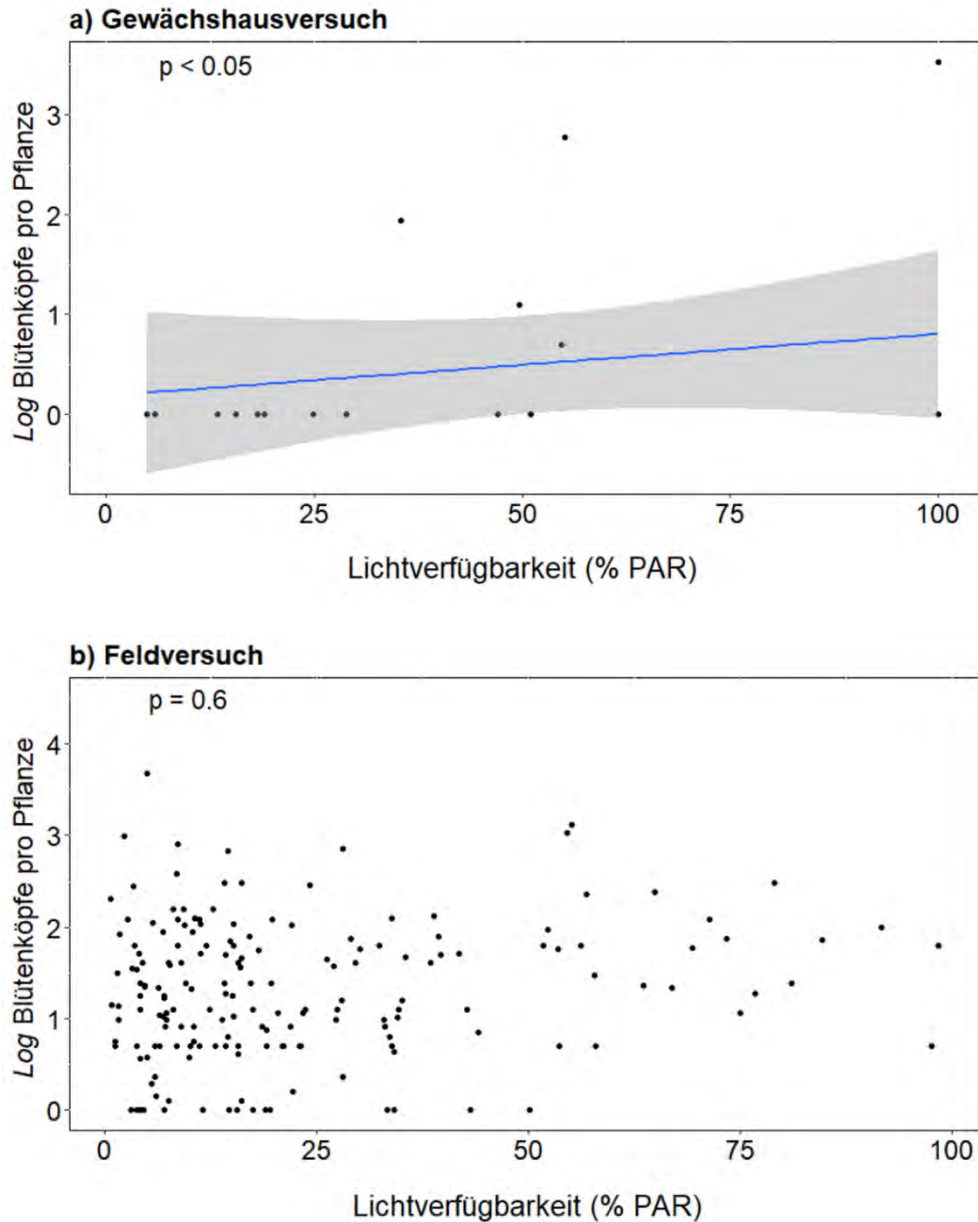 a) Gewächshausversuch
p < 0.05
Log Blütenköpfe pro Pflanze
3
2
1
0
0 25 50 75 100
Lichtverfügbarkeit (% PAR)
b) Feldversuch
p = 0.6
Log Blütenköpfe pro Pflanze
4
3
2
1
0
0 25 50 75 100
Lichtverfügbarkeit (% PAR)